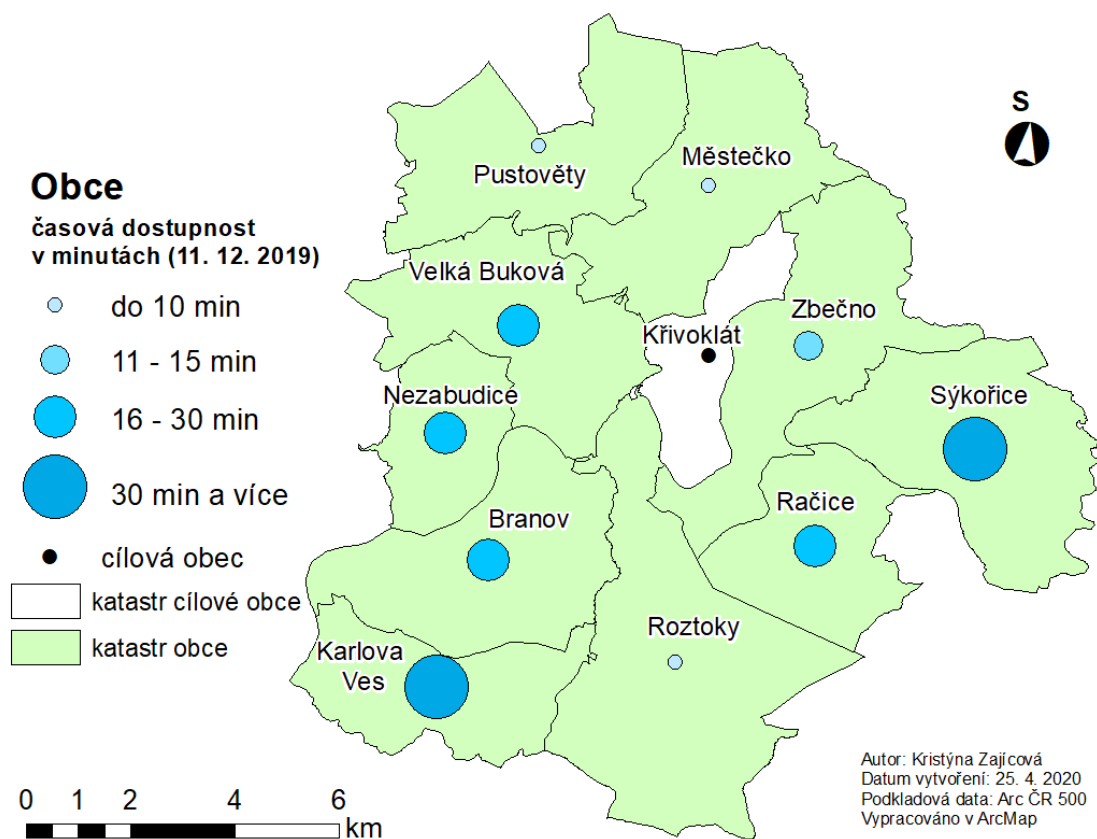 S
Pustověty
Městečko
Obce
časová dostupnost
v minutách (11. 12. 2019)
do 10 min
11 - 15 min
16 - 30 min
30 min a více
cílová obec
katastr cílové obce
katastr obce
Velká Buková
Zbečno
Křivoklát
Nezabudice
Sýkořice
Branov
Račice
Roztoky
Karlova
Ves
0 1 2 4 6
km
Autor: Kristýna Zajícová
Datum vytvoření: 25. 4. 2020
Podkladová data: Arc ČR 500
Vypracováno v ArcMap